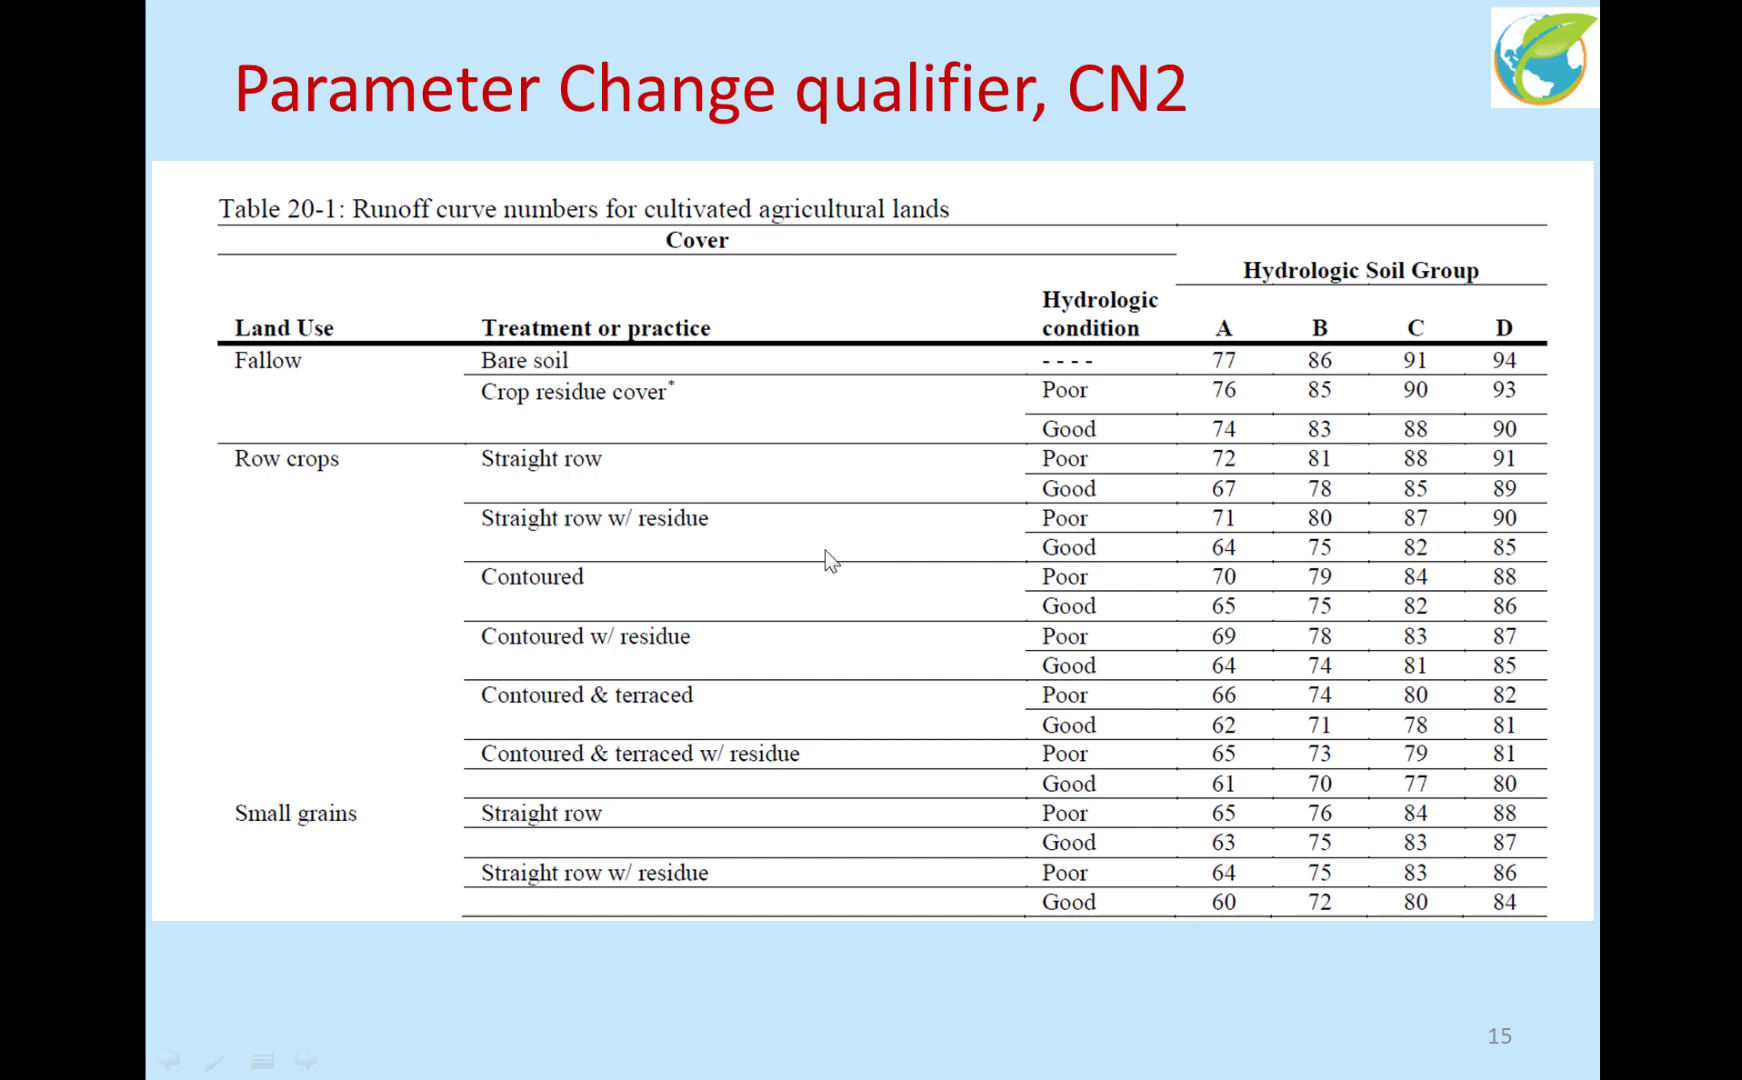 Parameter Change qualifier, CN2
Table 20-1: Runoff curve numbers for cultivated agricultural lands
Cover
Hydrologic Soil Group
Land Use Treatment or practice Hydrologic condition A B C D
Fallow Bare soil - - - - 77 86 91 94
Crop residue cover* Poor 76 85 90 93
Good 74 83 88 90
Row crops Straight row Poor 72 81 88 91
Good 67 78 85 89
Straight row w/ residue Poor 71 80 87 90
Good 64 75 82 85
Contoured Poor 70 79 84 88
Good 65 75 82 86
Contoured w/ residue Poor 69 78 83 87
Good 64 74 81 85
Contoured & terraced Poor 66 74 80 82
Good 62 71 78 81
Contoured & terraced w/ residue Poor 65 73 79 81
Good 61 70 77 80
Small grains Straight row Poor 65 76 84 88
Good 63 75 83 87
Straight row w/ residue Poor 64 75 83 86
Good 60 72 80 84
15